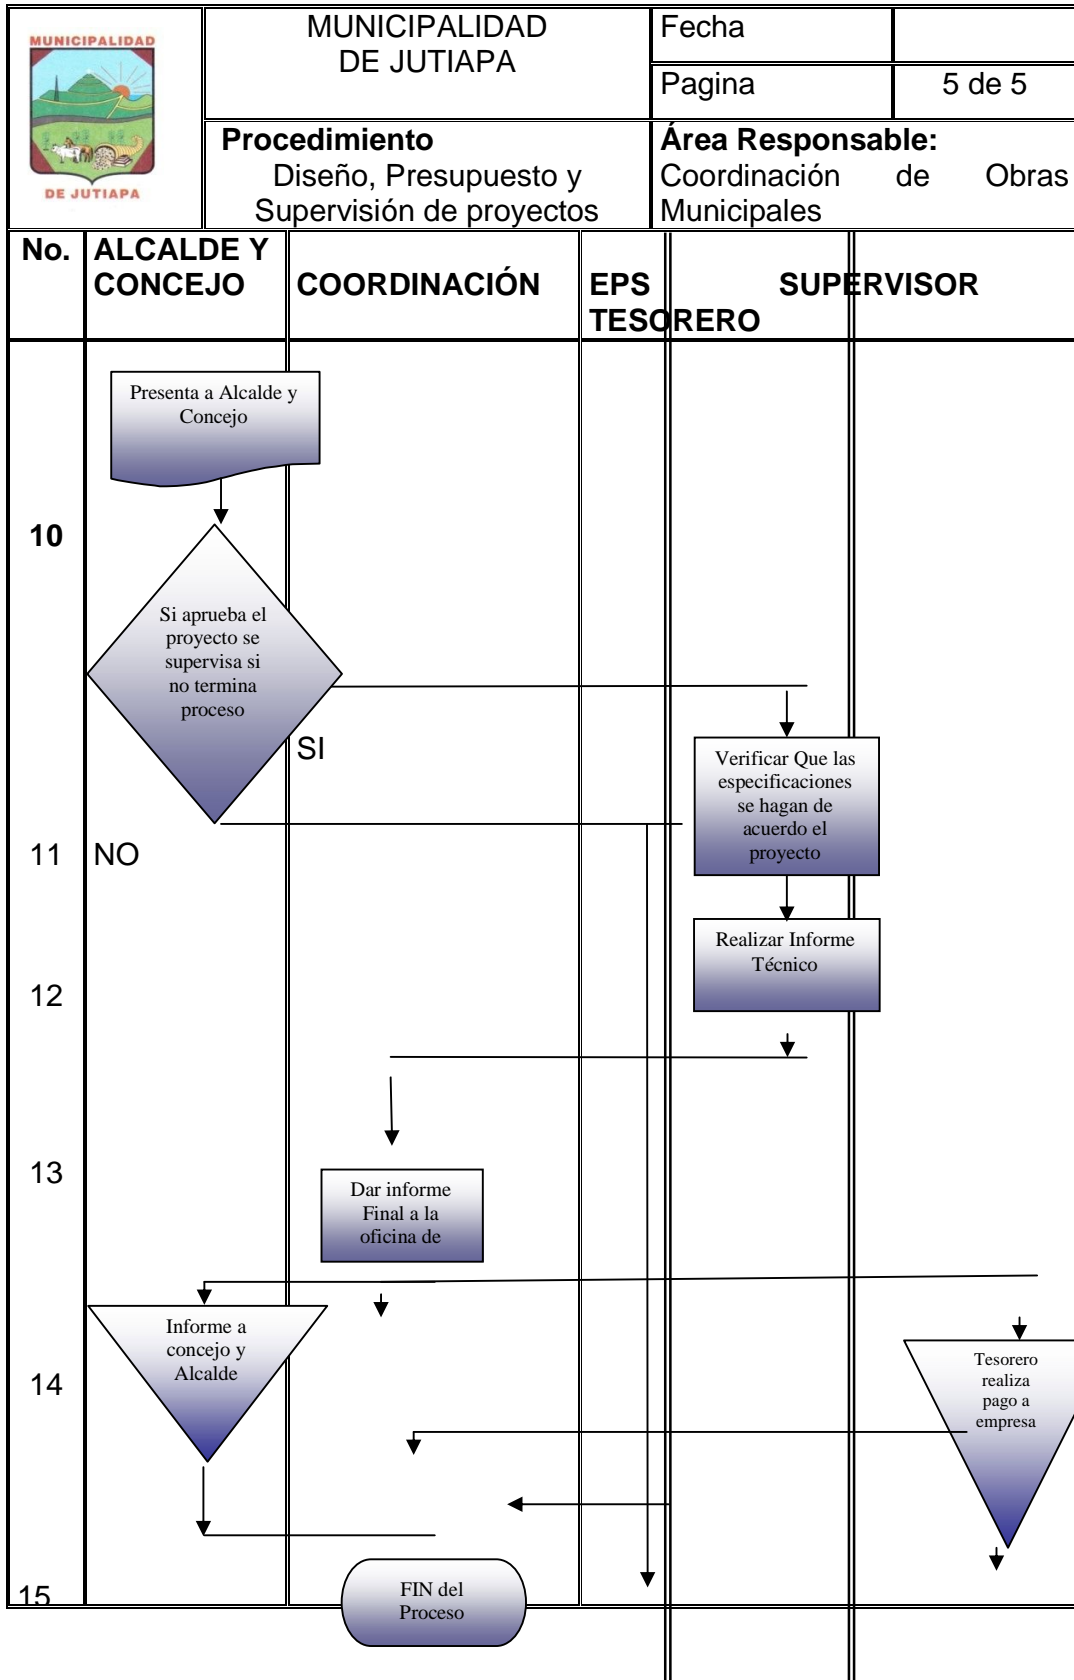 MUNICIPALIDAD
DE JUTIAPA
MUNICIPALIDAD
DE JUTIAPA
Fecha
Pagina
5 de 5
Procedimiento
Diseño, Presupuesto y
Supervisión de proyectos
Área Responsable:
Coordinación de Obras
Municipales
No.
ALCALDE Y
CONCEJO
COORDINACIÓN
EPS SUPERVISOR
TESORERO
Presenta a Alcalde y
Concejo
10
Si aprueba el
proyecto se
supervisa si
no termina
proceso
SI
Verificar Que las
especificaciones
se hagan de
acuerdo el
proyecto
11
NO
Realizar Informe
Técnico
12
13
Dar informe
Final a la
oficina de
Informe a
concejo y
Alcalde
Tesorero
realiza
pago a
empresa
14
15
FIN del
Proceso